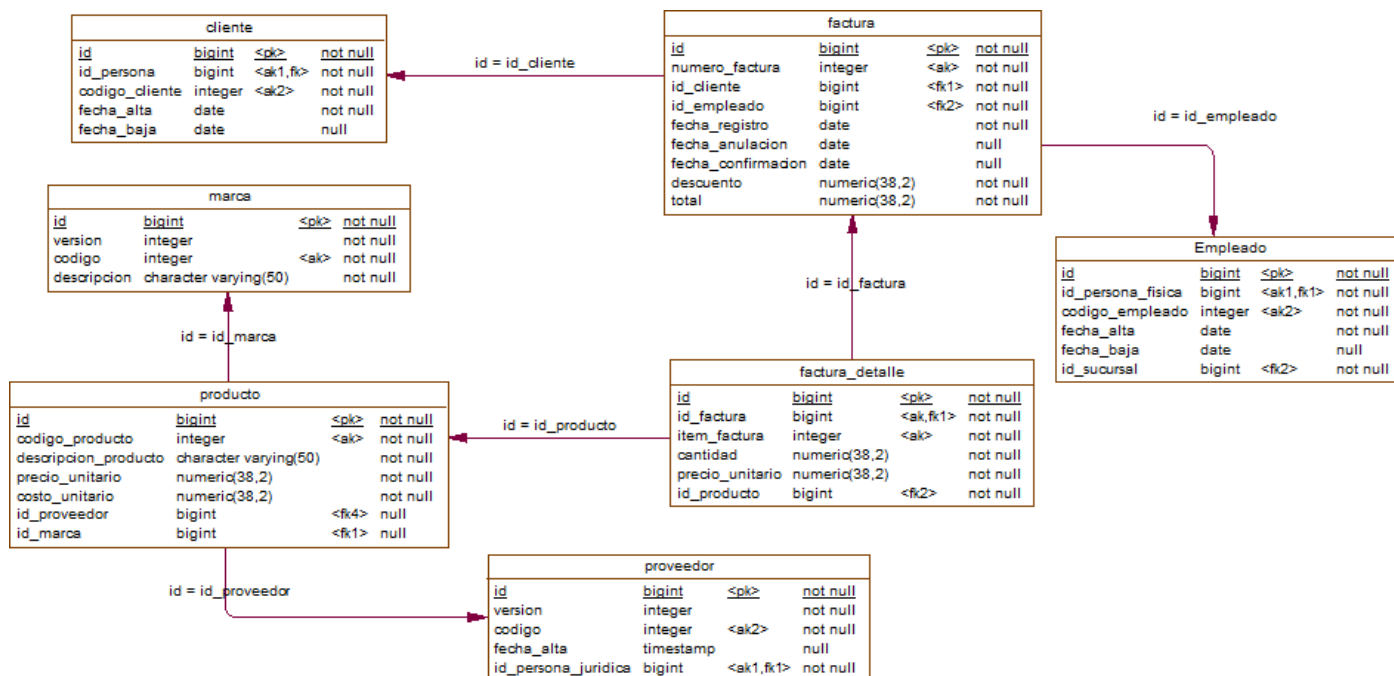 cliente
id bigint <pk> not null
id_persona bigint <ak1,fk> not null
codigo_cliente integer <ak2> not null
fecha_alta date not null
fecha_baja date null
id = id_cliente
factura
id bigint <pk> not null
numero_factura integer <ak> not null
id_cliente bigint <fk1> not null
id_empleado bigint <fk2> not null
fecha_registro date not null
fecha_anulacion date null
fecha_confirmacion date null
descuento numeric(38,2) not null
total numeric(38,2) not null
id = id_empleado
marca
id bigint <pk> not null
version integer not null
codigo integer <ak> not null
descripcion character varying(50) not null
Empleado
id bigint <pk> not null
id_persona_fisica bigint <ak1,fk1> not null
codigo_empleado integer <ak2> not null
fecha_alta date not null
fecha_baja date null
id_sucursal bigint <fk2> not null
id = id_factura
id = id_marca
producto
id bigint <pk> not null
codigo_producto integer <ak> not null
descripcion_producto character varying(50) not null
precio_unitario numeric(38,2) not null
costo_unitario numeric(38,2) not null
id_proveedor bigint <fk4> null
id_marca bigint <fk1> null
id = id_producto
factura_detalle
id bigint <pk> not null
id_factura bigint <ak,fk1> not null
item_factura integer <ak> not null
cantidad numeric(38,2) not null
precio_unitario numeric(38,2) not null
id_producto bigint <fk2> not null
id = id_proveedor
proveedor
id bigint <pk> not null
version integer not null
codigo integer <ak2> not null
fecha_alta timestamp null
id_persona_juridica bigint <ak1,fk1> not null